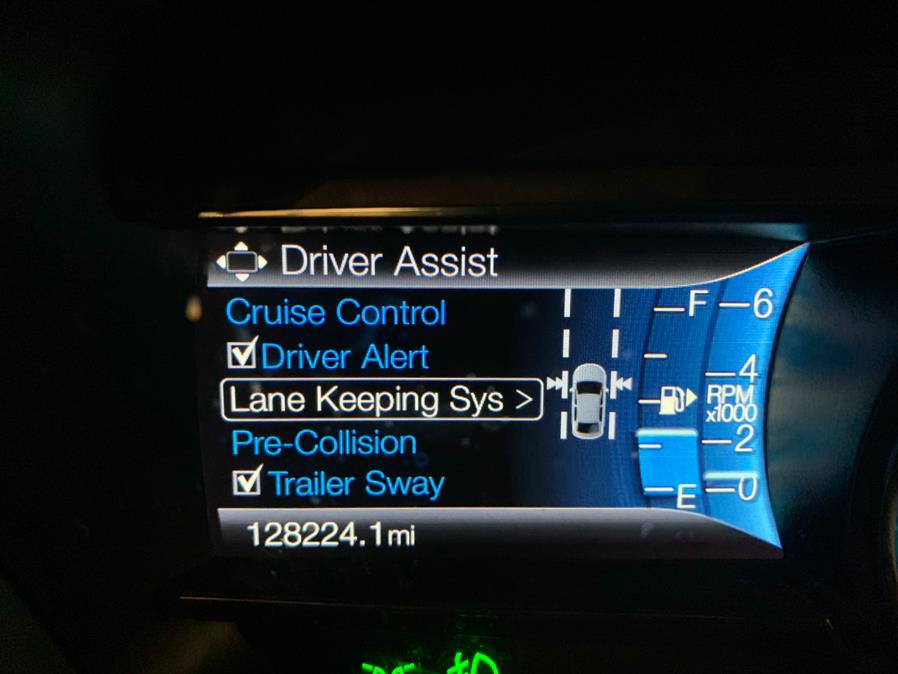 Driver Assist
Cruise Control
Driver Alert
Lane Keeping Sys >
Pre-Collision
Trailer Sway
128224.1mi
F
E
6
4
RPM
x1000
2
0